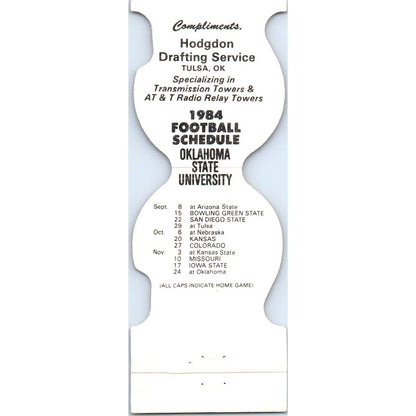 Compliments.
Hodgdon
Drafting Service
TULSA, OK
Specializing in
Transmission Towers &
AT & T Radio Relay Towers
1984
FOOTBALL
SCHEDULE
OKLAHOMA
STATE
UNIVERSITY
Sept. 8 at Arizona State
15 BOWLING GREEN STATE
22 SAN DIEGO STATE
29 at Tulsa
Oct. 6 at Nebraska
20 KANSAS
27 COLORADO
Nov. 3 at Kansas State
10 MISSOURI
17 IOWA STATE
24 at Oklahoma
(ALL CAPS INDICATE HOME GAME)